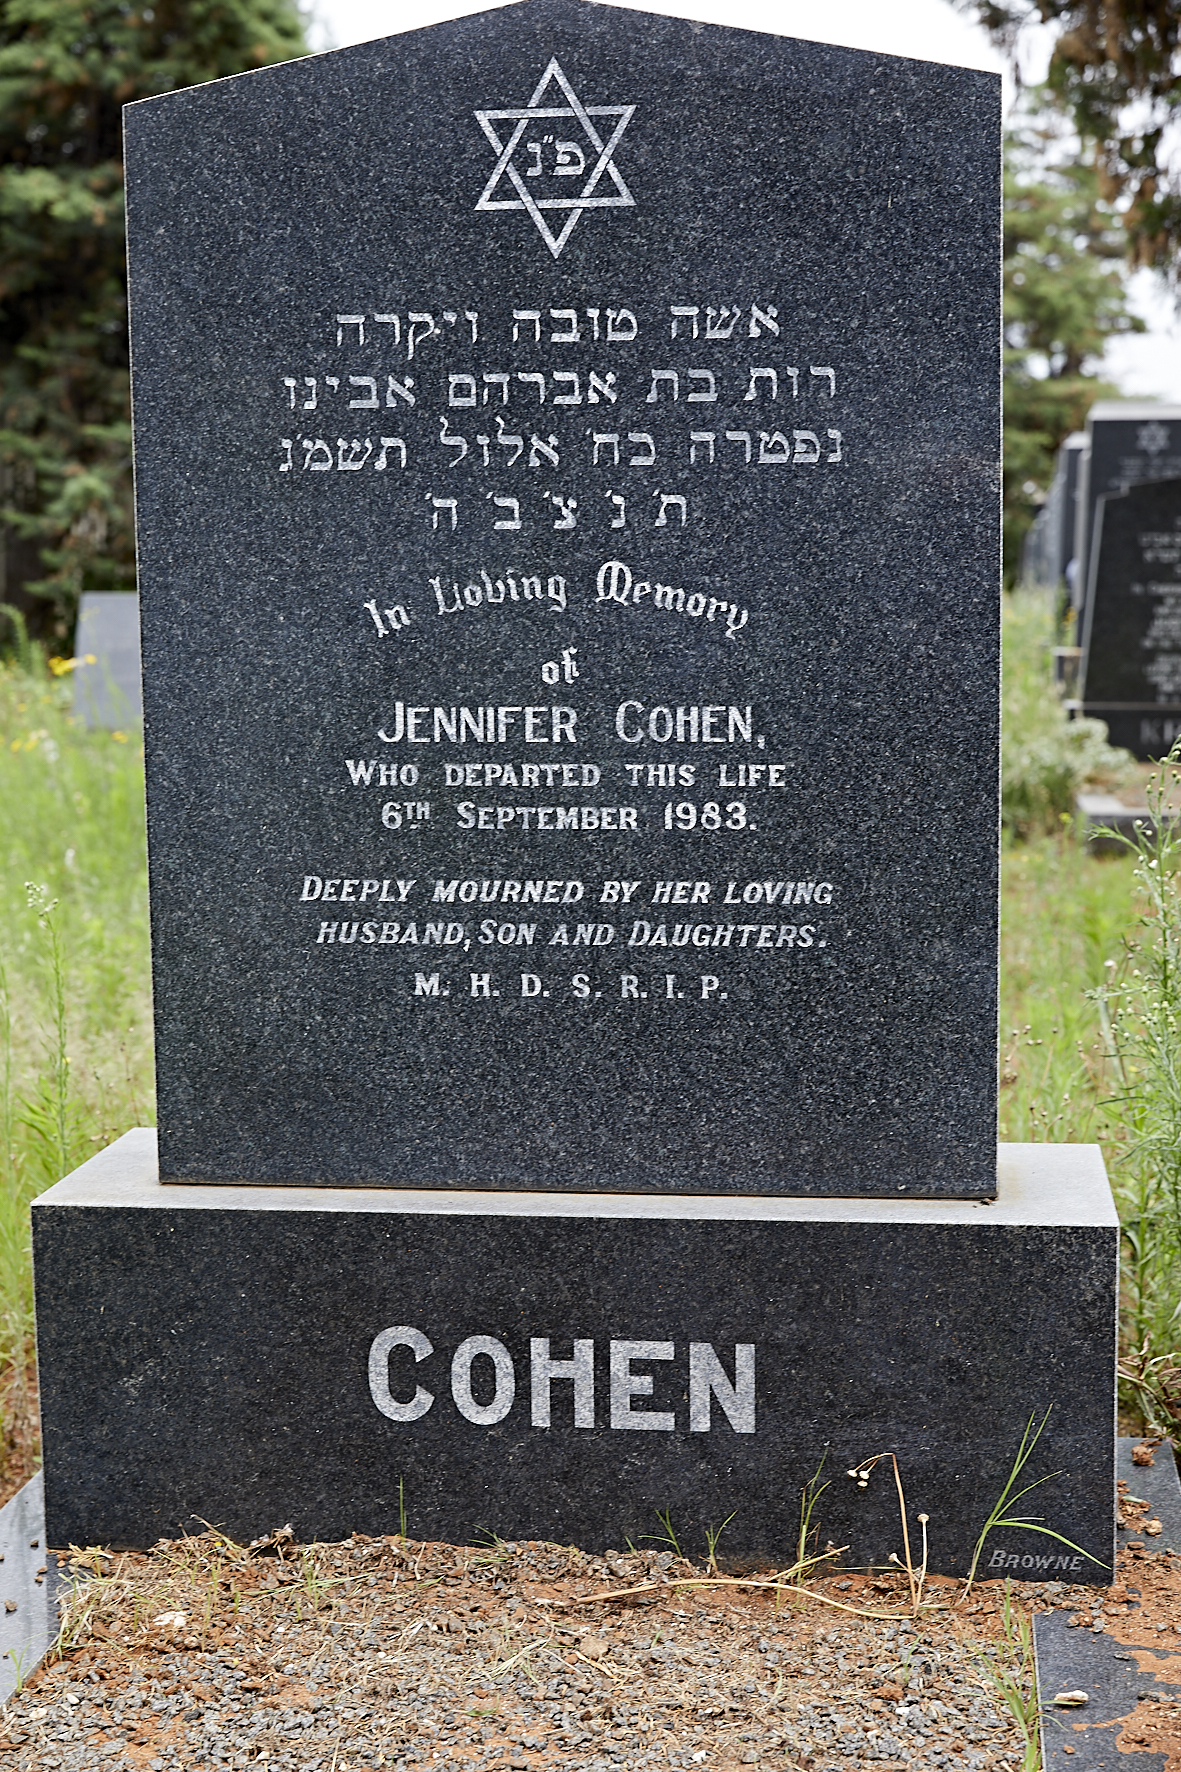 פ"נ
אשה טובה ויקרה
רות בת אברהם אבינו
נפטרה כח' אלול תשמ'נ
ת' נ' צ' ב' ה'
In Loving Memory
of
JENNIFER COHEN,
WHO DEPARTED THIS LIFE
6TH SEPTEMBER 1983.
DEEPLY MOURNED BY HER LOVING
HUSBAND, SON AND DAUGHTERS.
M. H. D. S. R. I. P.
COHEN
BROWNE